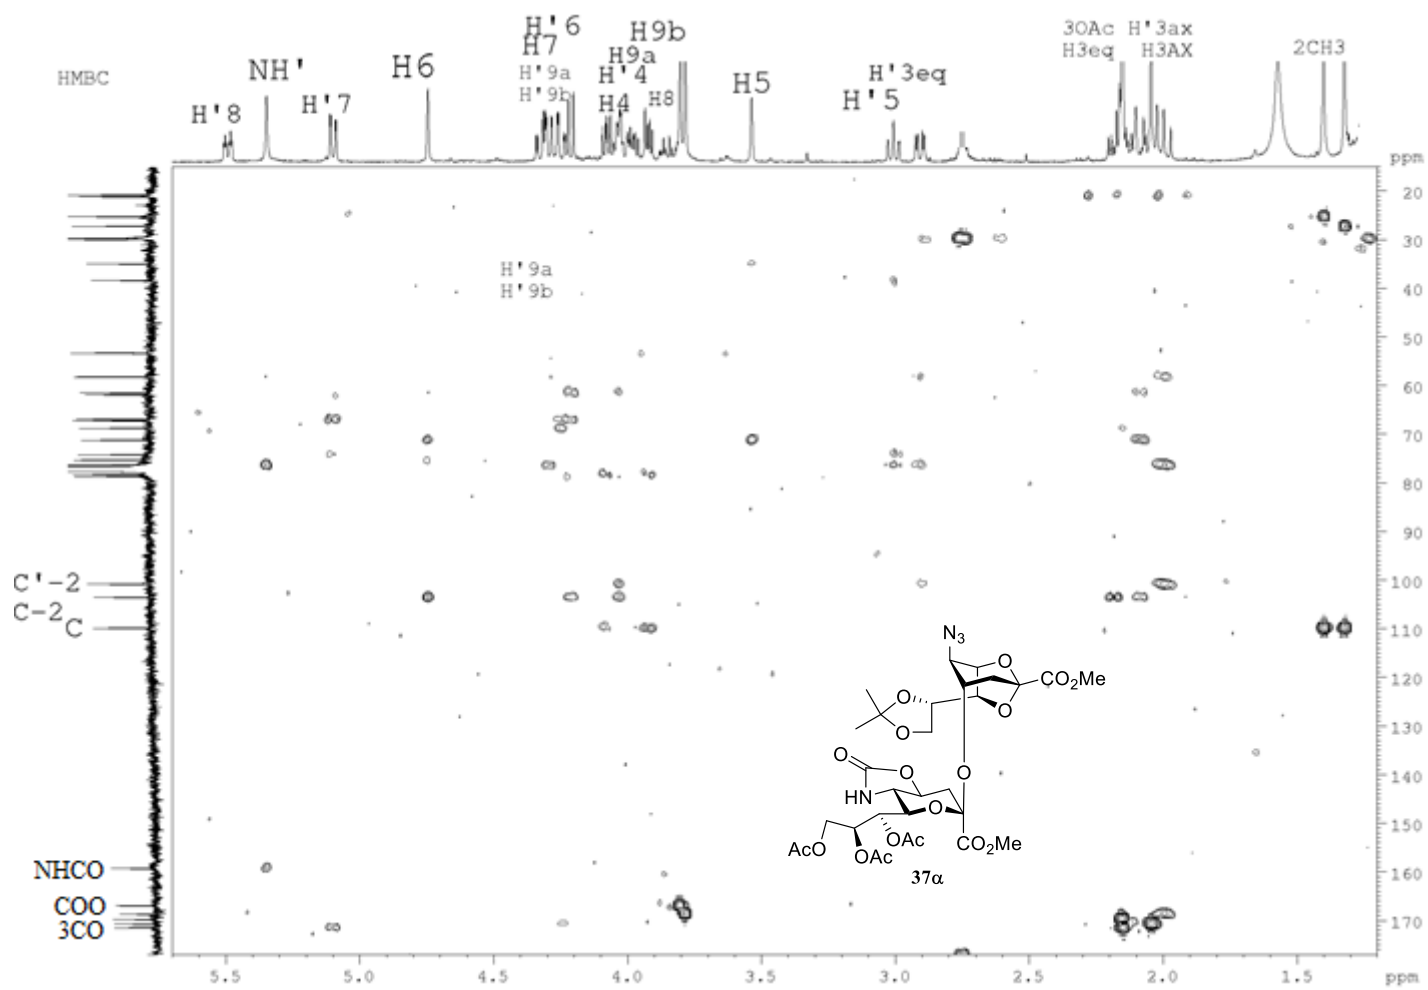 HMBC
H'8
NH'
H'7
H6
H'6
H7
H'9a
H'9b
H9b
H9a
H'4
H4
H8
H5
H'3eq
H'5
3OAc H'3ax
H3eq H3AX
2CH3
ppm
20
30
H'9a
H'9b
40
50
60
70
80
90
C'-2
100
C-2
C
110
120
130
140
150
NHCO
160
COO
3CO
170
N3
O
CO2Me
O
O
O
O
O
O
HN
O
AcO
OAc
OAc
CO2Me
37α
5.5
5.0
4.5
4.0
3.5
3.0
2.5
2.0
1.5
ppm